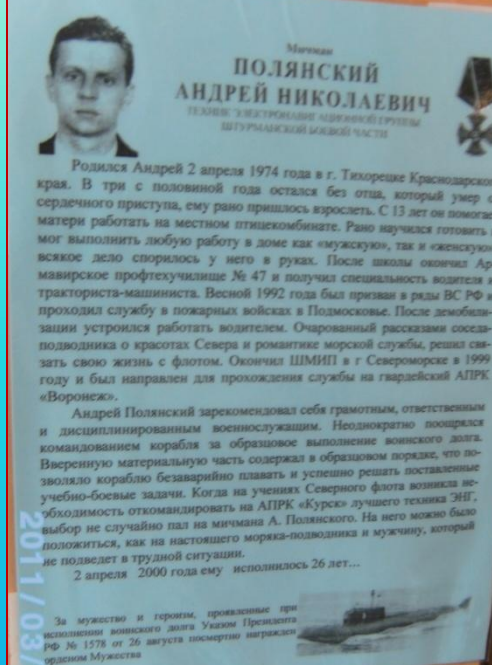 Мичман
ПОЛЯНСКИЙ
АНДРЕЙ НИКОЛАЕВИЧ
ТЕХНИК ЭЛЕКТРОНАВИГАЦИОННОЙ ГРУППЫ
ШТУРМАНСКОЙ БОЕВОЙ ЧАСТИ
Родился Андрей 2 апреля 1974 года в г. Тихорецке Краснодарско
края. В три с половиной года остался без отца, который умер о
сердечного приступа, ему рано пришлось взрослеть. С 13 лет он помогае
матери работать на местном птицекомбинате. Рано научился готовить
мог выполнить любую работу в доме как «мужскую», так и «женскую»
всякое дело спорилось у него в руках. После школы окончил Ар
мавирское профтехучилище № 47 и получил специальность водителя и
тракториста-машиниста. Весной 1992 года был призван в ряды ВС РФ и
проходил службу в пожарных войсках в Подмосковье. После демобили-
зации устроился работать водителем. Очарованный рассказами соседа-
подводника о красотах Севера и романтике морской службы, решил свя-
зать свою жизнь с флотом. Окончил ШМИП в г Североморске в 1999
году и был направлен для прохождения службы на гвардейский АПРК
«Воронеж».
Андрей Полянский зарекомендовал себя грамотным, ответственным
и дисциплинированным военнослужащим. Неоднократно поощрялся
командованием корабля за образцовое выполнение воинского долга.
Вверенную материальную часть содержал в образцовом порядке, что по-
зволяло кораблю безаварийно плавать и успешно решать поставленные
учебно-боевые задачи. Когда на учениях Северного флота возникла не-
обходимость откомандировать на АПРК «Курск» лучшего техника ЭНГ,
выбор не случайно пал на мичмана А. Полянского. На него можно было
положиться, как на настоящего моряка-подводника и мужчину, который
не подведет в трудной ситуации.
2 апреля 2000 года ему исполнилось 26 лет...
За мужество и героизм, проявленные при
исполнении воинского долга Указом Президента
РФ № 1578 от 26 августа посмертно награжден
орденом Мужества
2011/03/